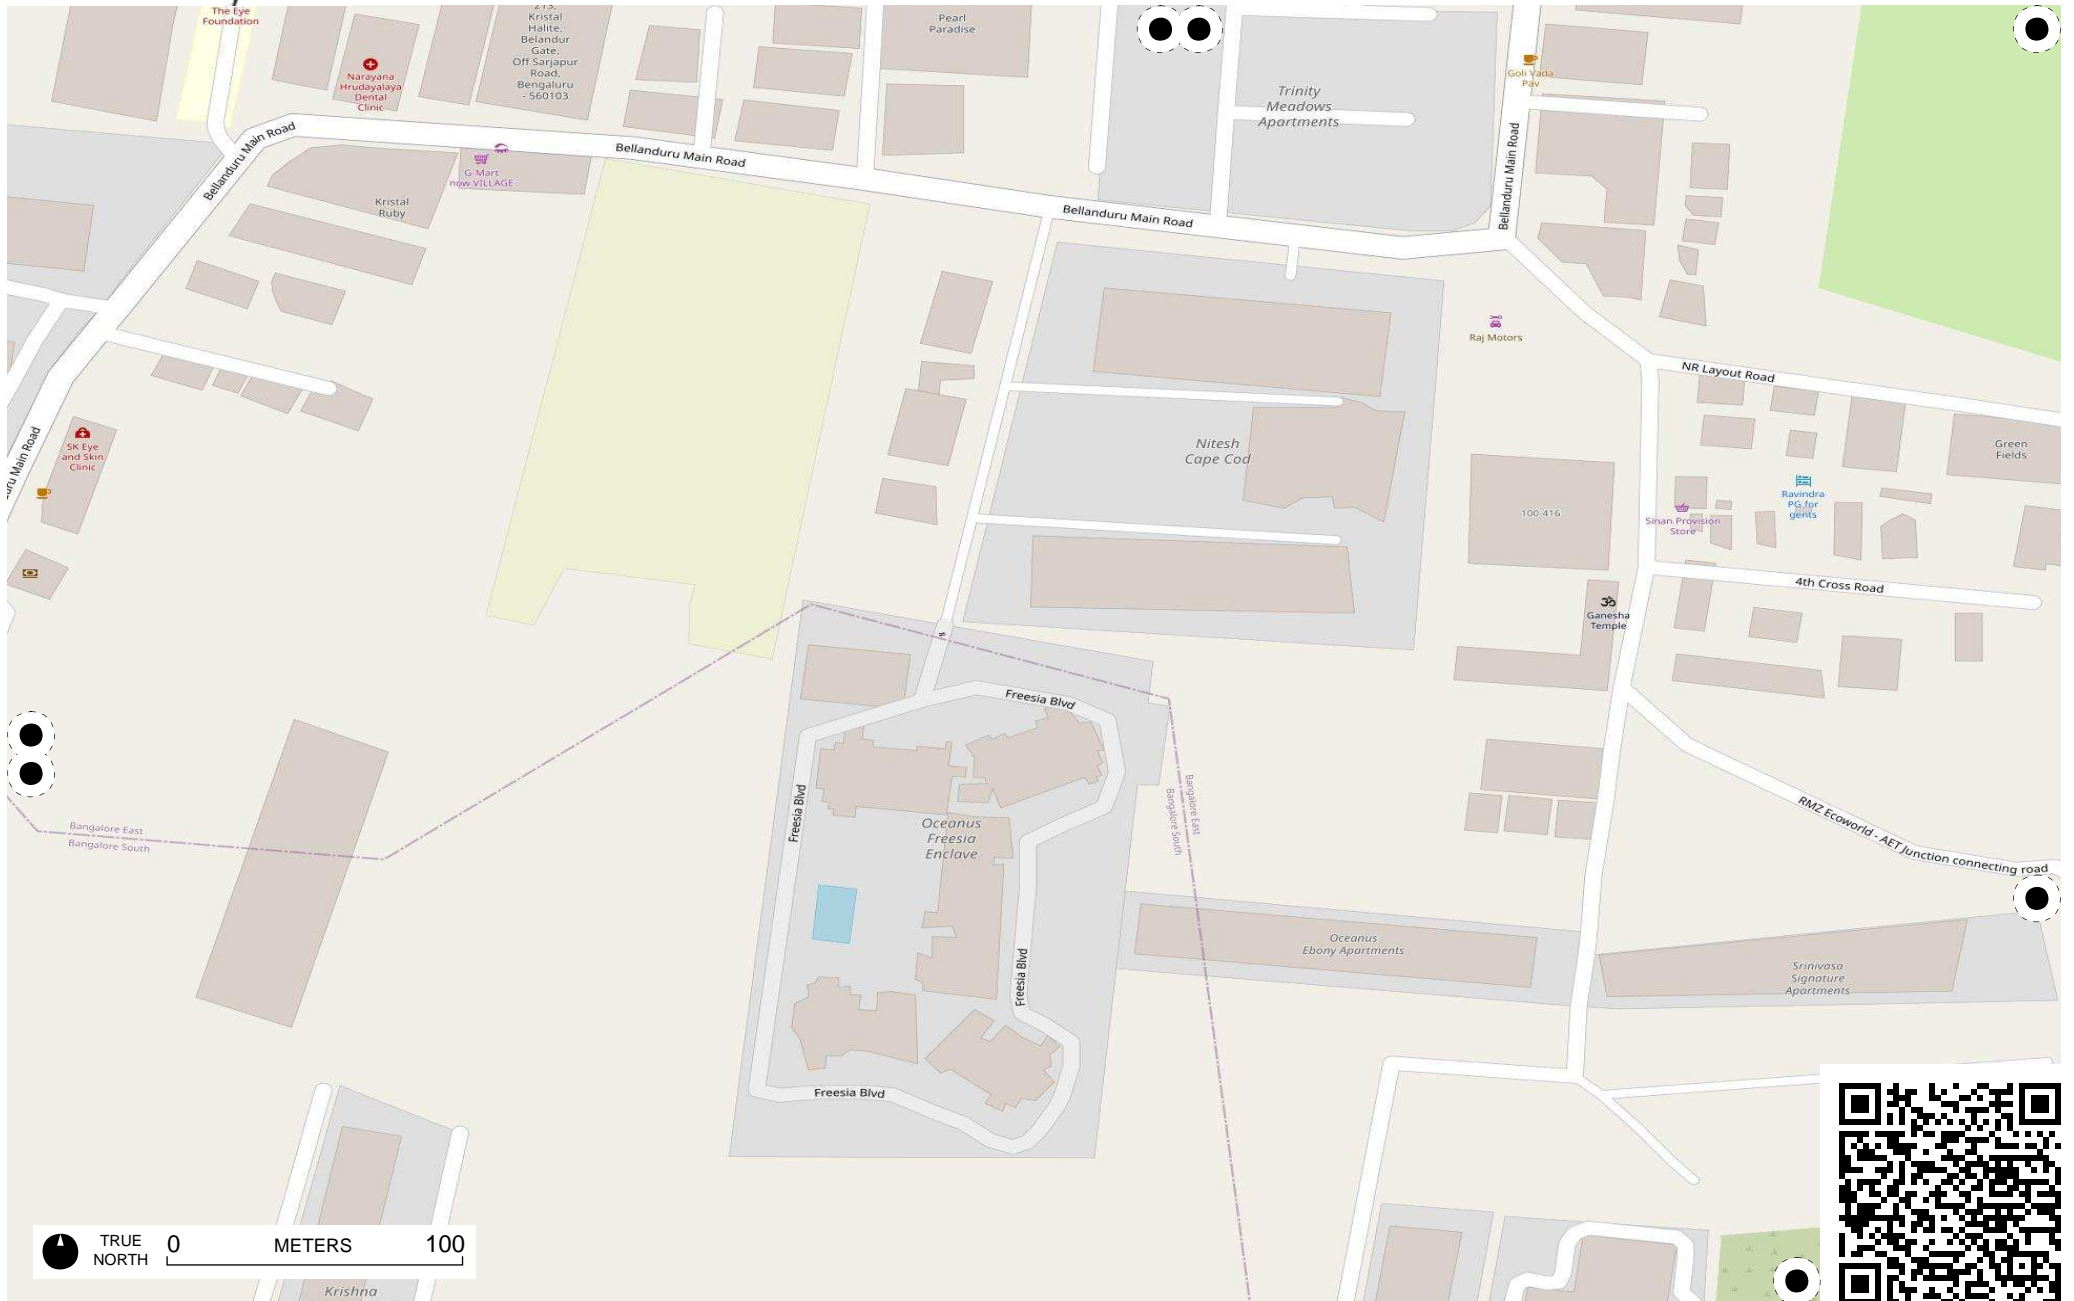 The Eye
Foundation
Narayana
Hrudayalaya
Dental
Clinic
Kristal
Halite,
Belandur
Gate,
Off Sarjapur
Road,
Bengaluru
- 560103
Pearl
Paradise
Trinity
Meadows
Apartments
Goli Vada
Pav
Bellanduru Main Road
Bellanduru Main Road
Bellanduru Main Road
Bellanduru Main Road
G-Mart
now VILLAGE
Kristal
Ruby
Raj Motors
NR Layout Road
SK Eye
and Skin
Clinic
Main Road
Nitesh
Cape Cod
Green
Fields
Ravindra
PG for
gents
100-416
Sinan Provision
Store
4th Cross Road
Ganesha
Temple
Freesia Blvd
Freesia Blvd
Bangalore East
Bangalore South
Bangalore East
Bangalore South
Oceanus
Freesia
Enclave
RMZ Ecoworld - AET Junction connecting road
Oceanus
Ebony Apartments
Freesia Blvd
Srinivasa
Signature
Apartments
Freesia Blvd
TRUE
NORTH
0 METERS 100
Krishna